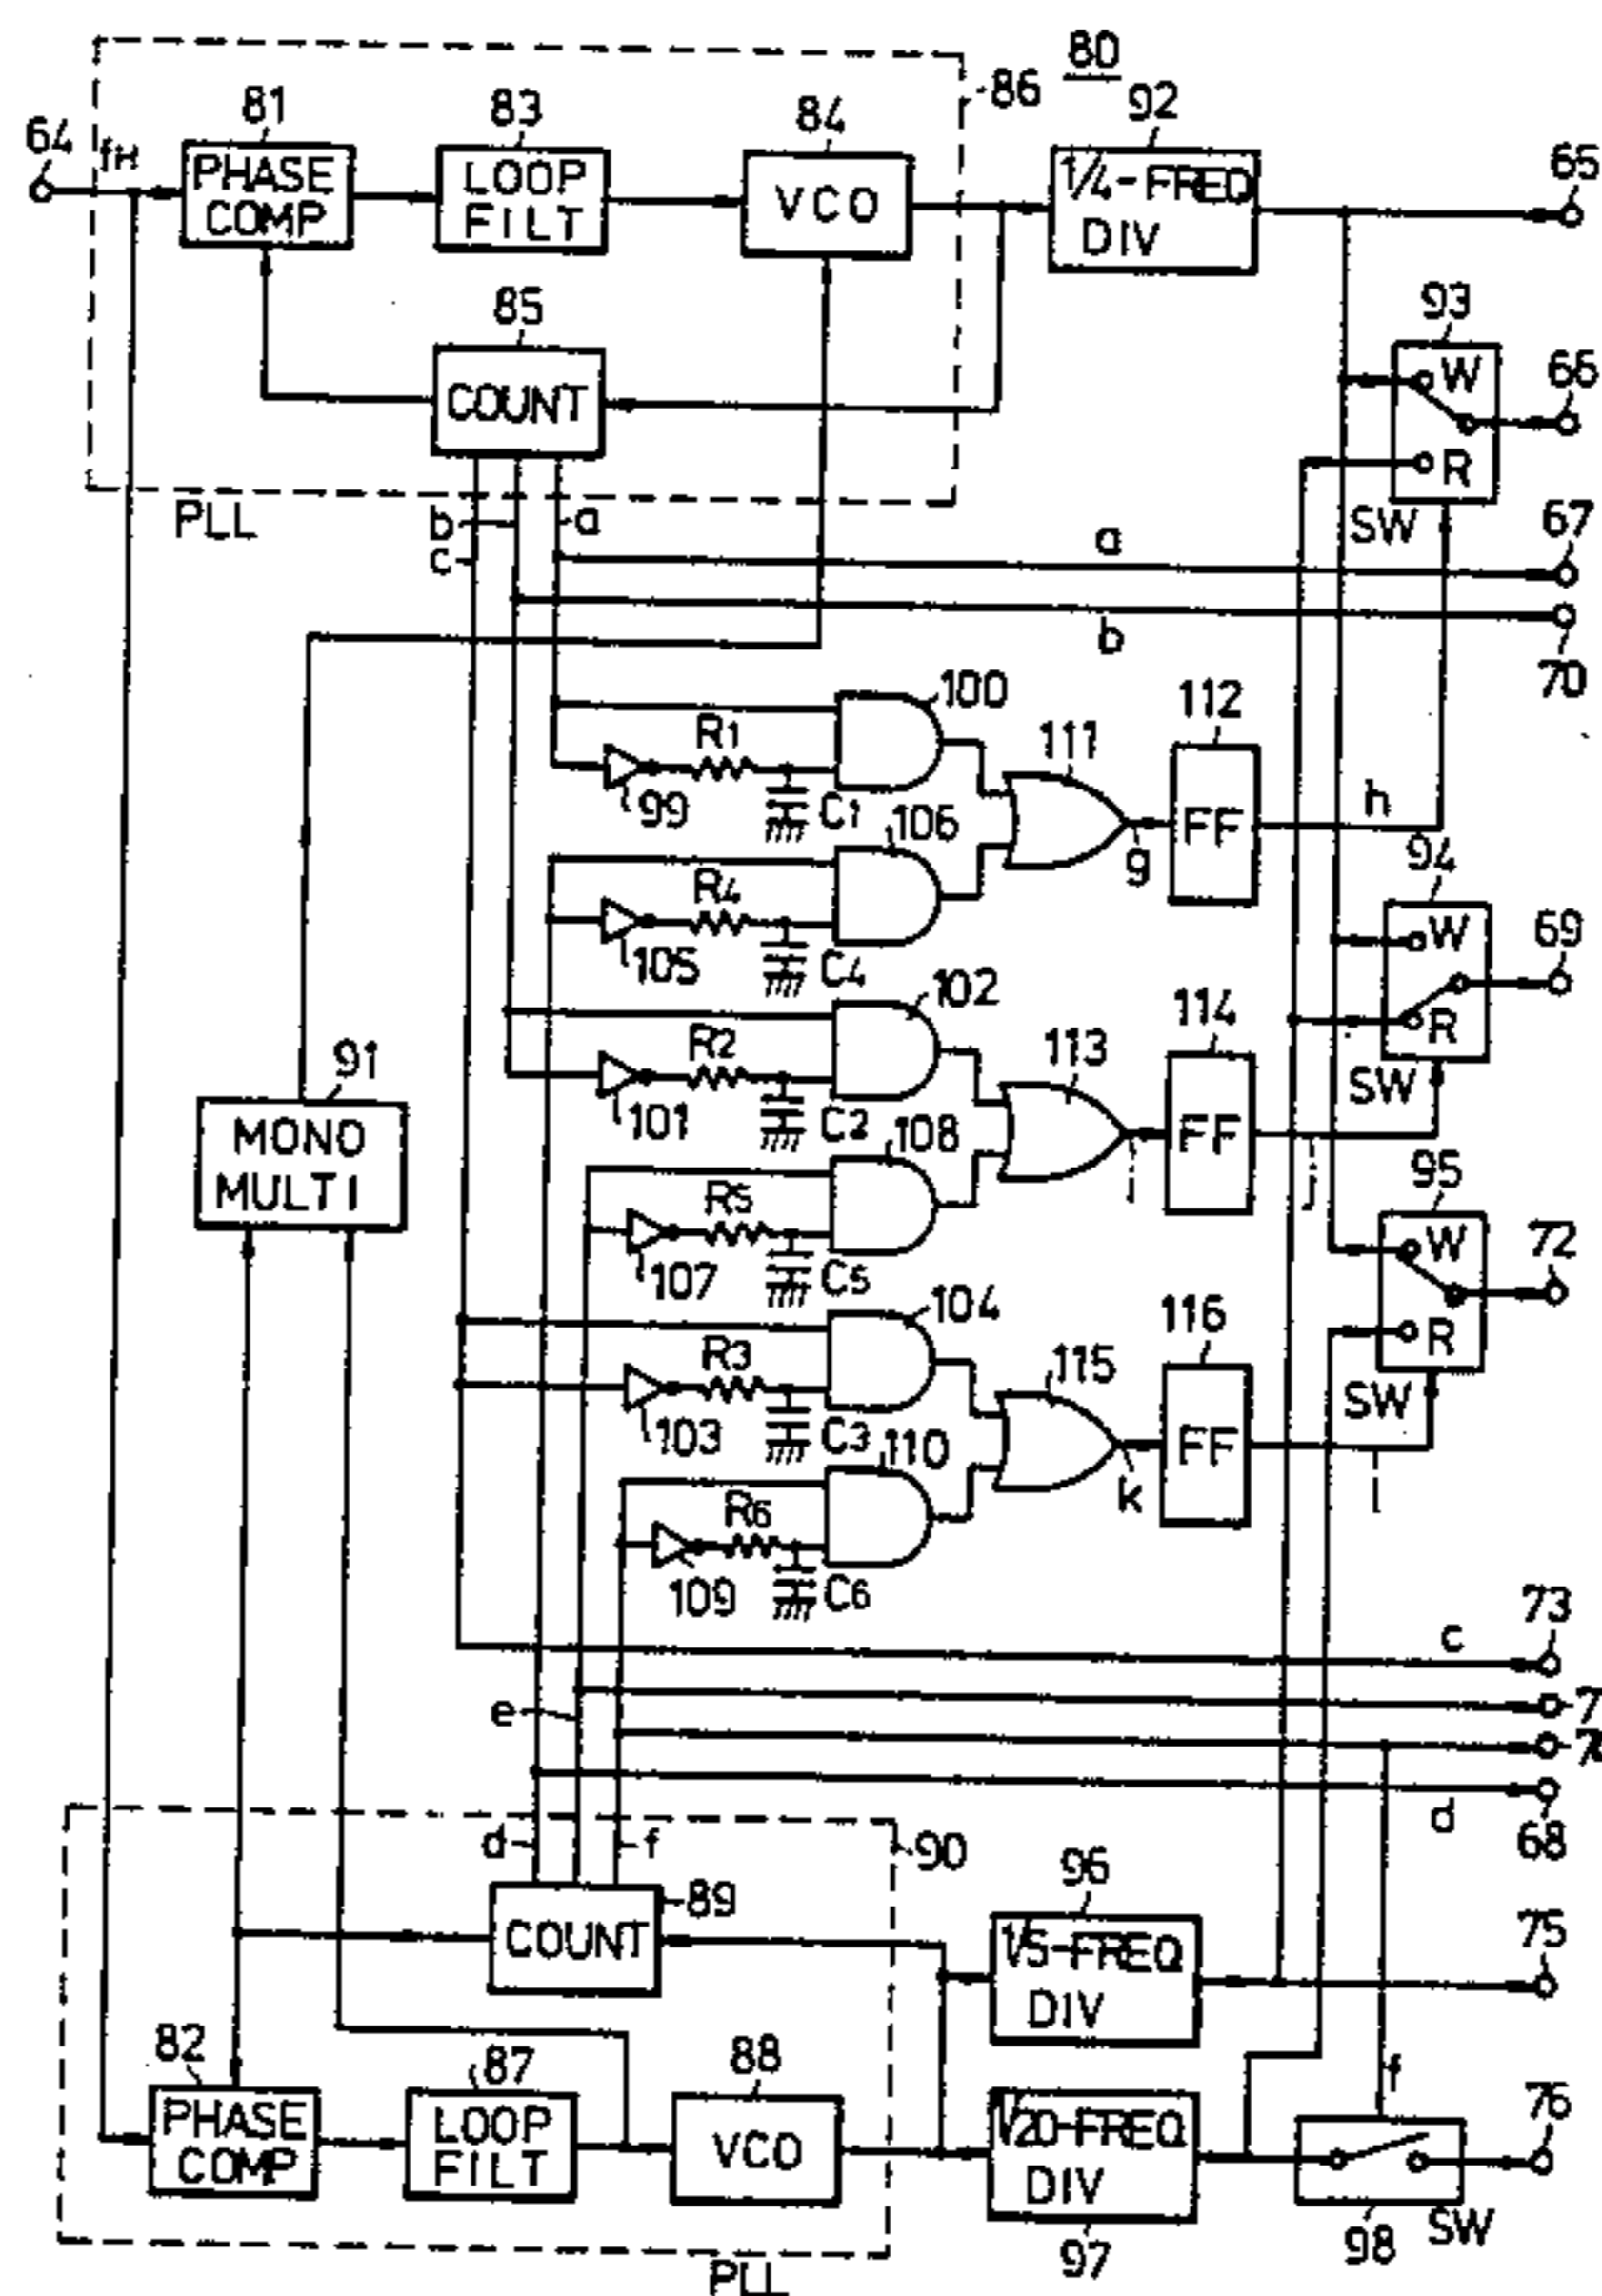 80
86
81
83
84
92
64
fH
65
PHASE
COMP
LOOP
FILT
VCO
1/4-FREQ
DIV
85
93
COUNT
W
66
R
PLL
b
a
SW
67
c
a
b
70
100
112
R1
111
99
C1
106
FF
h
94
g
R4
W
69
105
C4
102
114
R
R2
113
91
SW
101
C2
108
FF
MONO
MULTI
i
j
95
R5
W
72
107
C5
104
116
R
R3
115
SW
103
C3
110
FF
R6
k
l
109
C6
73
c
e
7
d
68
d
f
90
89
96
COUNT
1/5-FREQ
DIV
75
82
87
88
f
76
PHASE
COMP
LOOP
FILT
VCO
1/20-FREQ
DIV
98
SW
97
PLL